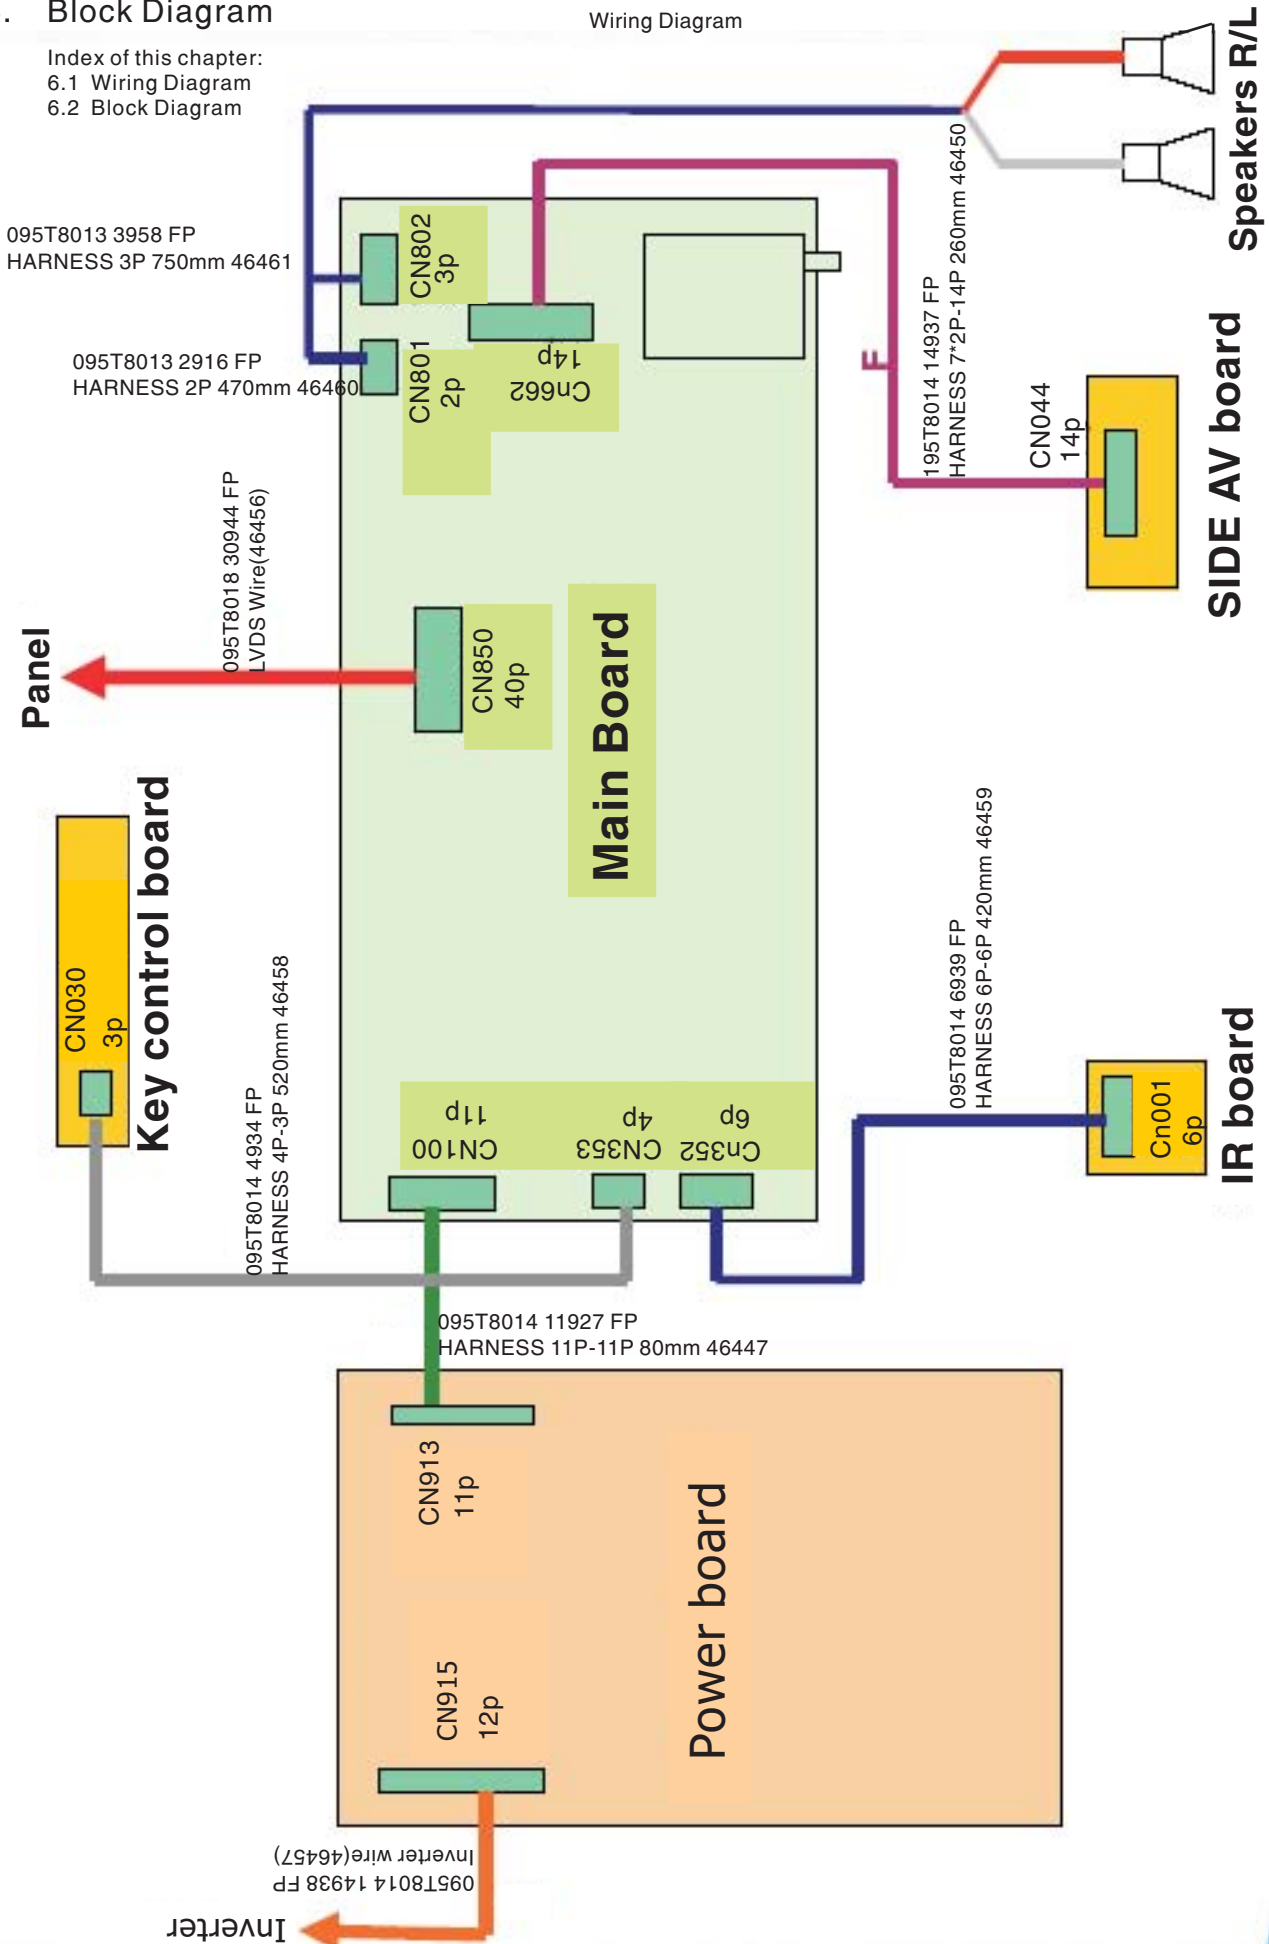 . Block Diagram
Wiring Diagram
Index of this chapter:
6.1 Wiring Diagram
6.2 Block Diagram
Speakers R/L
095T8013 3958 FP
HARNESS 3P 750mm 46461
CN802
3p
095T8013 2916 FP
HARNESS 2P 470mm 46460
CN801
2p
Cn662
14p
F
195T8014 14937 FP
HARNESS 7*2P-14P 260mm 46450
CN044
14p
SIDE AV board
095T8018 30944 FP
LVDS Wire(46456)
Panel
CN850
40p
Main Board
CN030
3p
Key control board
095T8014 4934 FP
HARNESS 4P-3P 520mm 46458
CN100
11p
CN353
4p
Cn352
6p
095T8014 6939 FP
HARNESS 6P-6P 420mm 46459
Cn001
6p
IR board
095T8014 11927 FP
HARNESS 11P-11P 80mm 46447
CN913
11p
CN915
12p
Power board
095T8014 14938 FP
Inverter wire(46457)
Inverter